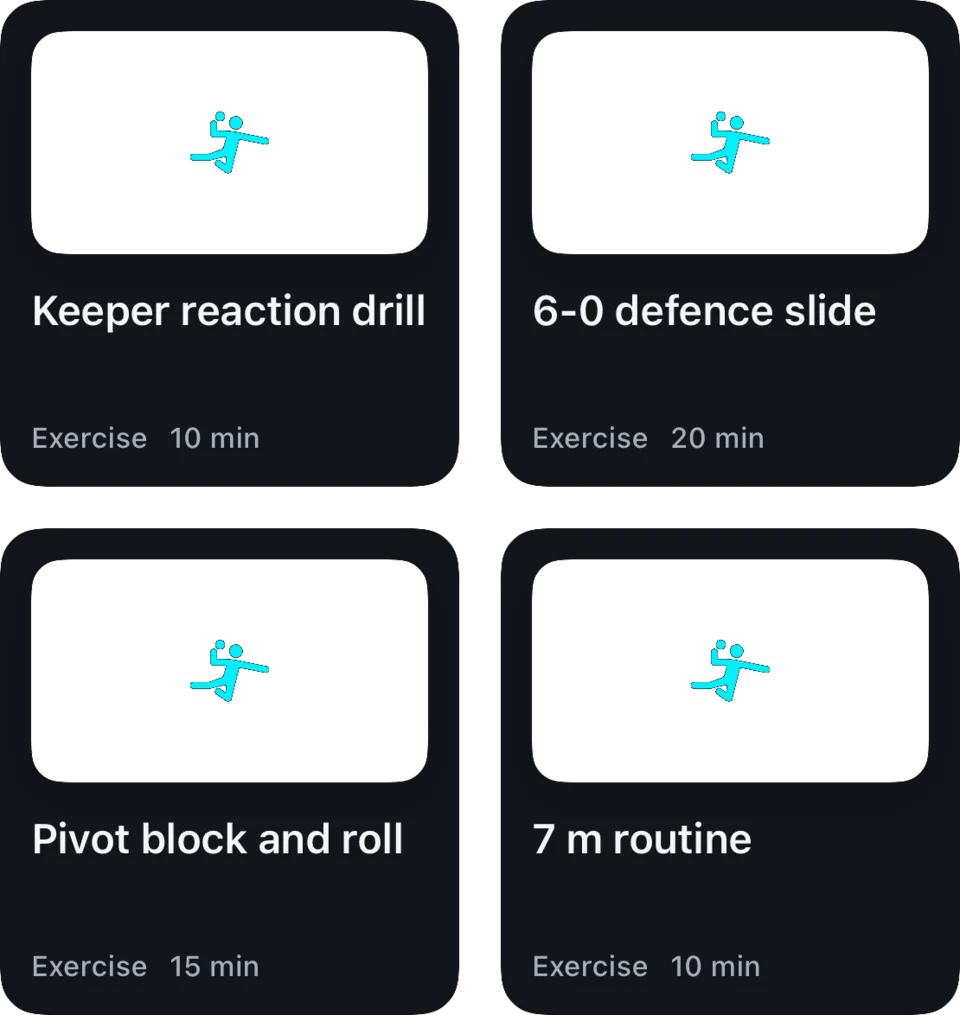 Keeper reaction drill
Exercise 10 min
6-0 defence slide
Exercise 20 min
Pivot block and roll
Exercise 15 min
7 m routine
Exercise 10 min